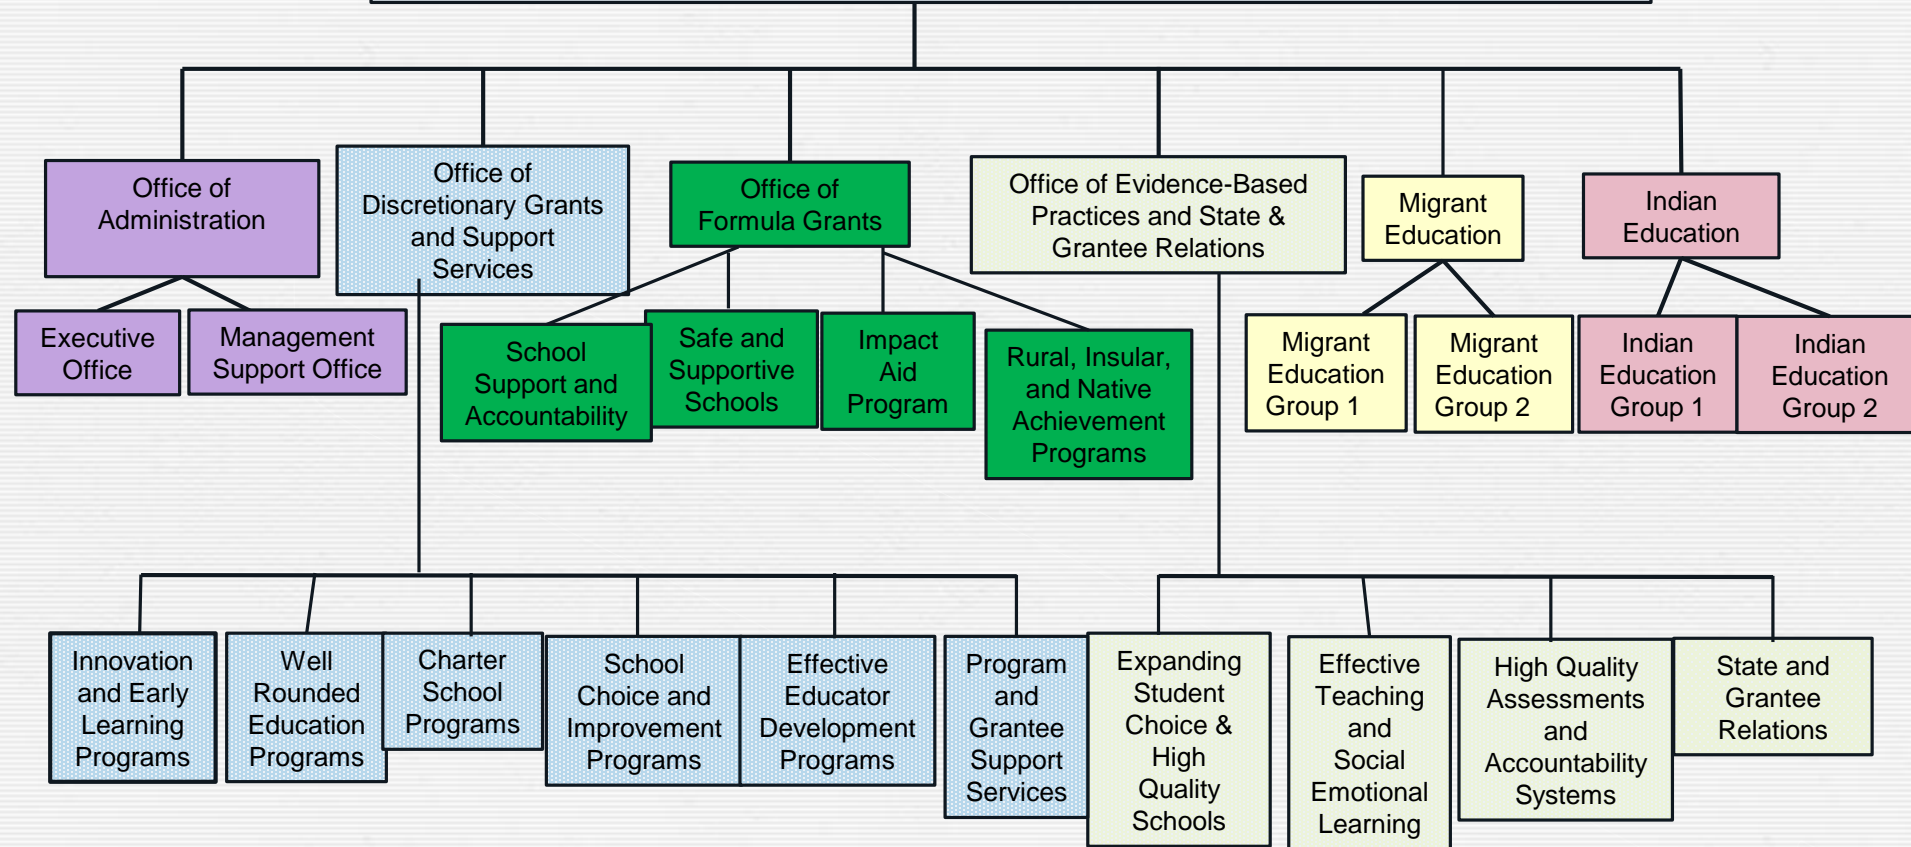 Office of
Administration
Office of
Discretionary Grants
and Support
Services
Office of
Formula Grants
Office of Evidence-Based
Practices and State &
Grantee Relations
Migrant
Education
Indian
Education
Executive
Office
Management
Support Office
School
Support and
Accountability
Safe and
Supportive
Schools
Impact
Aid
Program
Rural, Insular,
and Native
Achievement
Programs
Migrant
Education
Group 1
Migrant
Education
Group 2
Indian
Education
Group 1
Indian
Education
Group 2
Innovation
and Early
Learning
Programs
Well
Rounded
Education
Programs
Charter
School
Programs
School
Choice and
Improvement
Programs
Effective
Educator
Development
Programs
Program
and
Grantee
Support
Services
Expanding
Student
Choice &
High
Quality
Schools
Effective
Teaching
and
Social
Emotional
Learning
High Quality
Assessments
and
Accountability
Systems
State and
Grantee
Relations